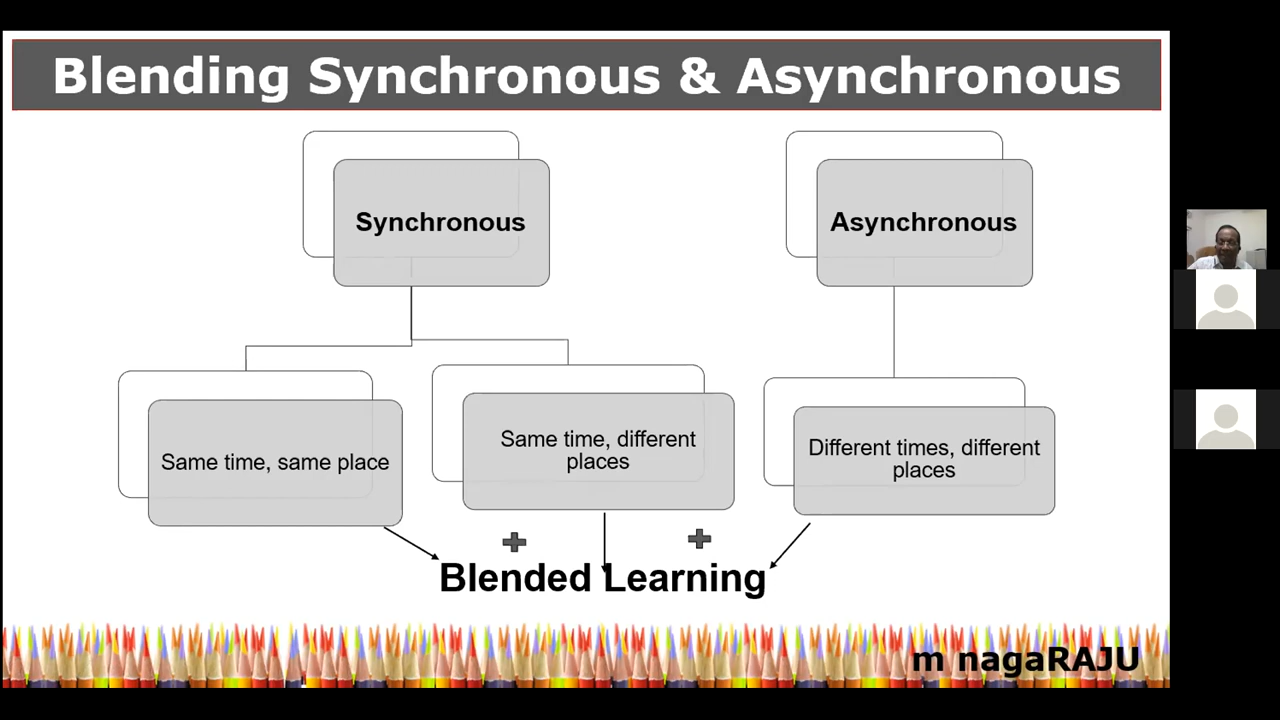 Blending Synchronous & Asynchronous
Synchronous
Asynchronous
Same time, same place
Same time, different
places
Different times, different
places
Blended Learning
m nagaRAJU